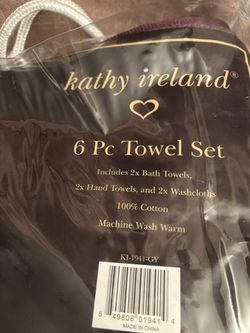 kathy ireland®
6 Pc Towel Set
Includes 2x Bath Towels,
2x Hand Towels, and 2x Washcloths
100% Cotton
Machine Wash Warm
KI-1941-GY
6 49808 01941 4
MADE IN CHINA